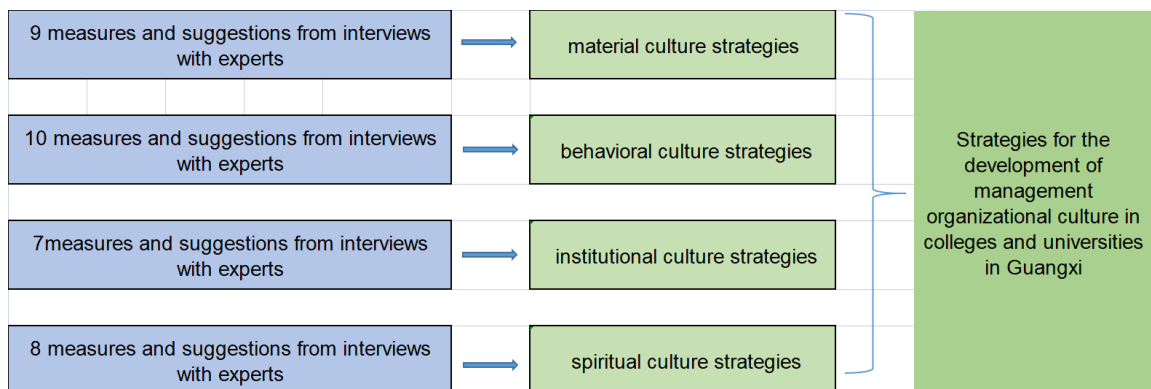 9 measures and suggestions from interviews
with experts
material culture strategies
10 measures and suggestions from interviews
with experts
behavioral culture strategies
7measures and suggestions from interviews
with experts
institutional culture strategies
8 measures and suggestions from interviews
with experts
spiritual culture strategies
Strategies for the
development of
management
organizational culture in
colleges and universities
in Guangxi